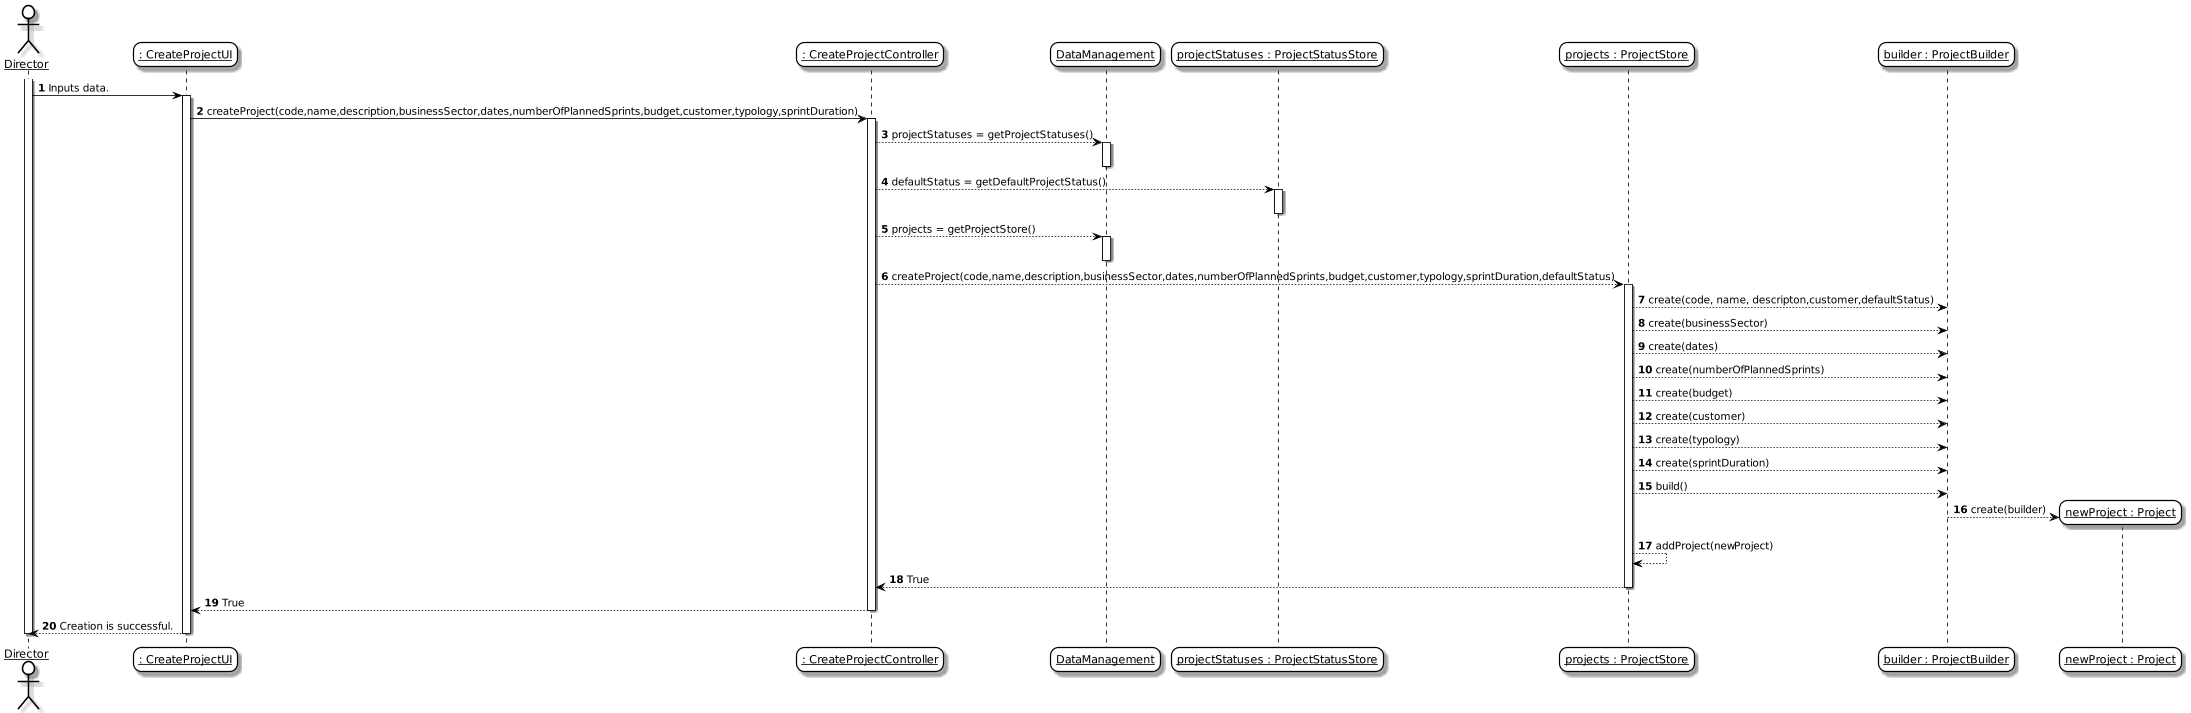 Director
: CreateProjectUI
: CreateProjectController
DataManagement
projectStatuses : ProjectStatusStore
projects : ProjectStore
builder : ProjectBuilder
1 Inputs data.
2 createProject(code,name,description,businessSector,dates,numberOfPlannedSprints,budget,customer,typology,sprintDuration)
3 projectStatuses = getProjectStatuses()
4 defaultStatus = getDefaultProjectStatus()
5 projects = getProjectStore()
6 createProject(code,name,description,businessSector,dates,numberOfPlannedSprints,budget,customer,typology,sprintDuration,defaultStatus)
7 create(code, name, descripton,customer,defaultStatus)
8 create(businessSector)
9 create(dates)
10 create(numberOfPlannedSprints)
11 create(budget)
12 create(customer)
13 create(typology)
14 create(sprintDuration)
15 build()
16 create(builder)
newProject : Project
17 addProject(newProject)
18 True
19 True
20 Creation is successful.
Director
: CreateProjectUI
: CreateProjectController
DataManagement
projectStatuses : ProjectStatusStore
projects : ProjectStore
builder : ProjectBuilder
newProject : Project